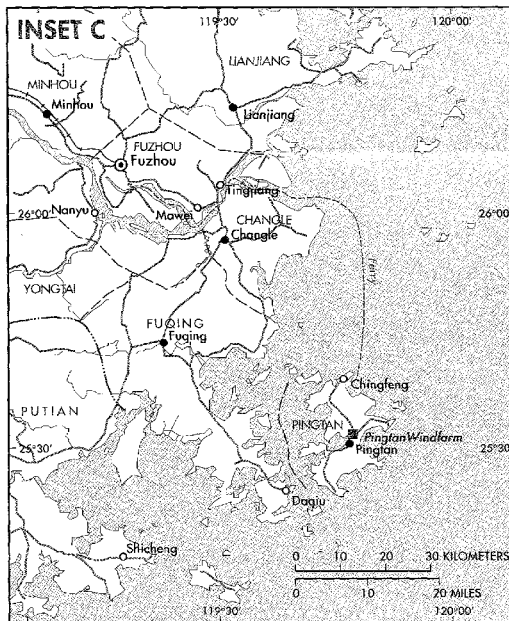 INSET C
119°30'
120°00'
LIANJIANG
MINHOU
Minhou
Lianjiang
FUZHOU
Fuzhou
Tingjiang
Nanyu
26°00'
Mawei
CHANGLE
Changle
26°00'
Ferry
YONGTAI
FUQING
Fuqing
Chingfeng
PUTIAN
PINGTAN
Pingtan Windfarm
Pingtan
25°30'
25°30'
Daqiu
Shicheng
0 10 20 30 KILOMETERS
0 10 20 MILES
119°30'
120°00'